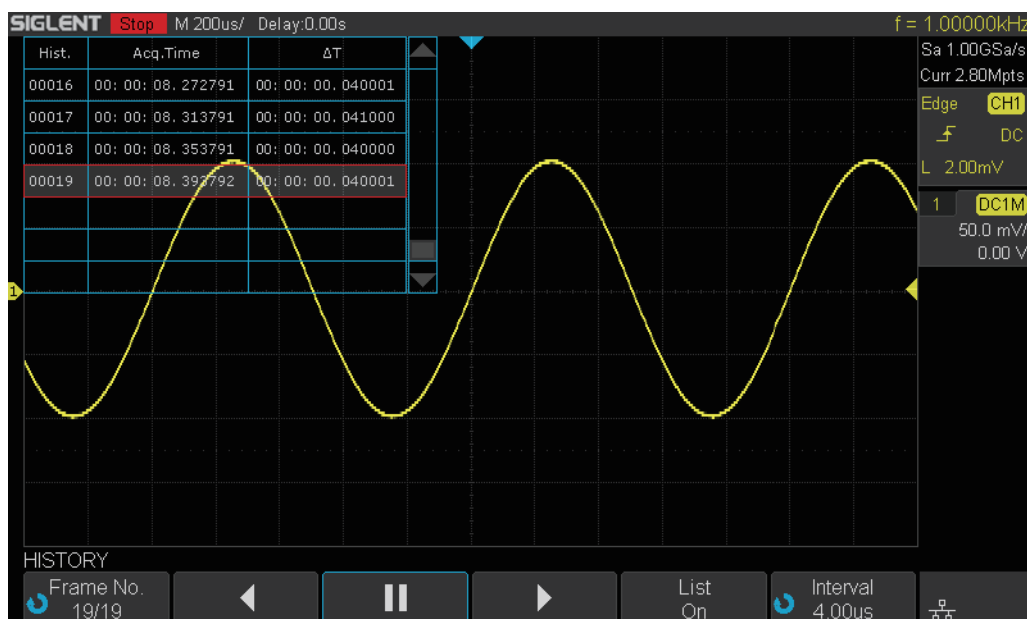 SIGLENT Stop M 200us/ Delay:0.00s f = 1.00000kHz
Sa 1.00GSa/s
Curr 2.80Mpts
Edge CH1
DC
L 2.00mV
1 DC1M
50.0 mV/
0.00 V
Hist. Acq.Time ΔT
00016 00: 00: 08. 272791 00: 00: 00. 040001
00017 00: 00: 08. 313791 00: 00: 00. 041000
00018 00: 00: 08. 353791 00: 00: 00. 040000
00019 00: 00: 08. 393792 00: 00: 00. 040001
1
HISTORY
Frame No.
19/19
List
On
Interval
4.00us